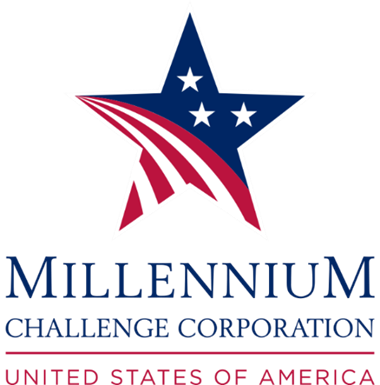 MILLENNIUM
CHALLENGE CORPORATION
UNITED STATES OF AMERICA